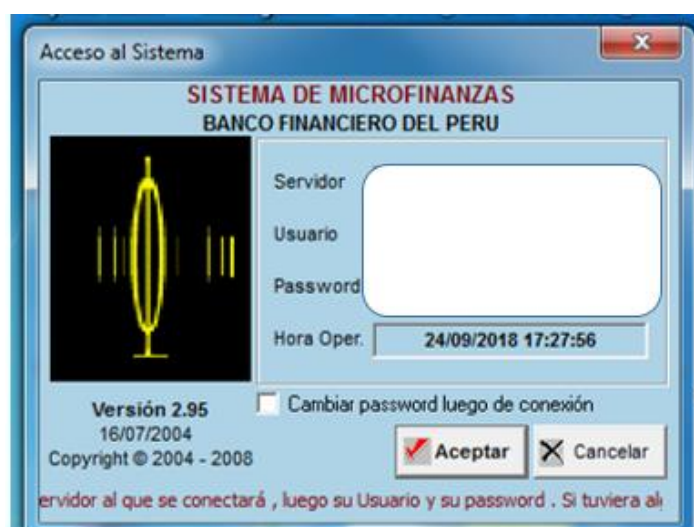 Acceso al Sistema
SISTEMA DE MICROFINANZAS
BANCO FINANCIERO DEL PERU
Servidor
Usuario
Password
Hora Oper. 24/09/2018 17:27:56
Cambiar password luego de conexión
Versión 2.95
16/07/2004
Copyright © 2004 - 2008
Aceptar
Cancelar
al que se conectará , luego su Usuario y su password . Si tuviera